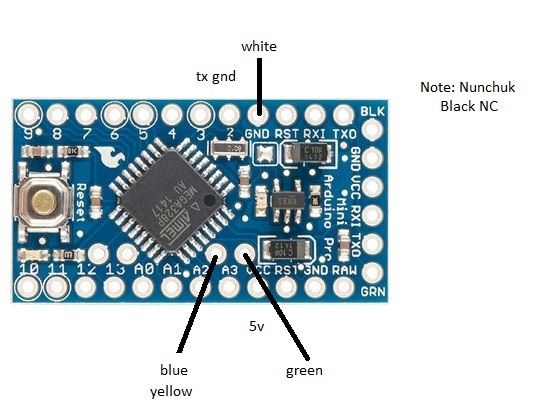 white
tx gnd
Note: Nunchuk
Black NC
BLK
9 8 7 6 5 4 3 2 GND RST RXI TXO
GND VCC RXI TXO
Reset
MEGA328P
AU 1417
Atmel
Arduino
Mini
Pro
K833
10 11 12 13 A0 A1 A2 A3 VCC RST GND RAW
GRN
5v
blue
yellow
green